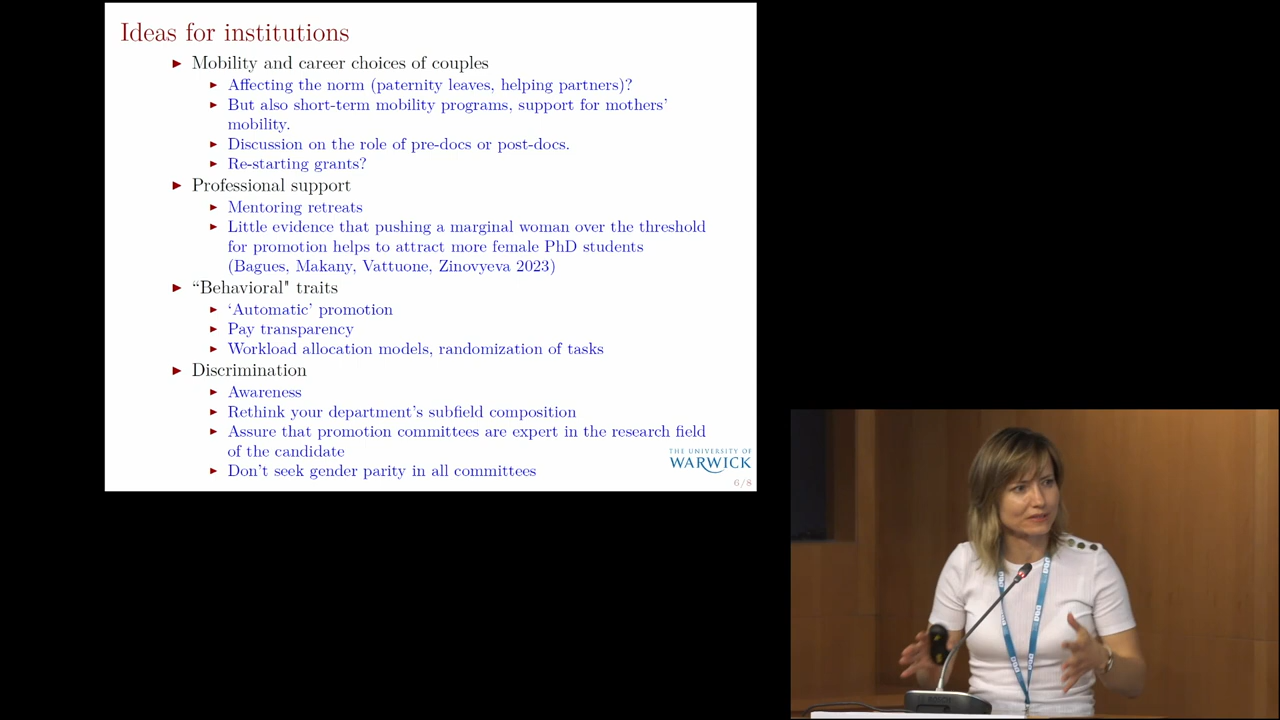 Ideas for institutions
▶ Mobility and career choices of couples
▶ Affecting the norm (paternity leaves, helping partners)?
▶ But also short-term mobility programs, support for mothers'
mobility.
▶ Discussion on the role of pre-docs or post-docs.
▶ Re-starting grants?
▶ Professional support
▶ Mentoring retreats
▶ Little evidence that pushing a marginal woman over the threshold
for promotion helps to attract more female PhD students
(Bagues, Makany, Vattuone, Zinovyeva 2023)
▶ “Behavioral" traits
▶ ‘Automatic’ promotion
▶ Pay transparency
▶ Workload allocation models, randomization of tasks
▶ Discrimination
▶ Awareness
▶ Rethink your department's subfield composition
▶ Assure that promotion committees are expert in the research field
of the candidate
▶ Don't seek gender parity in all committees
THE UNIVERSITY OF
WARWICK
6/8